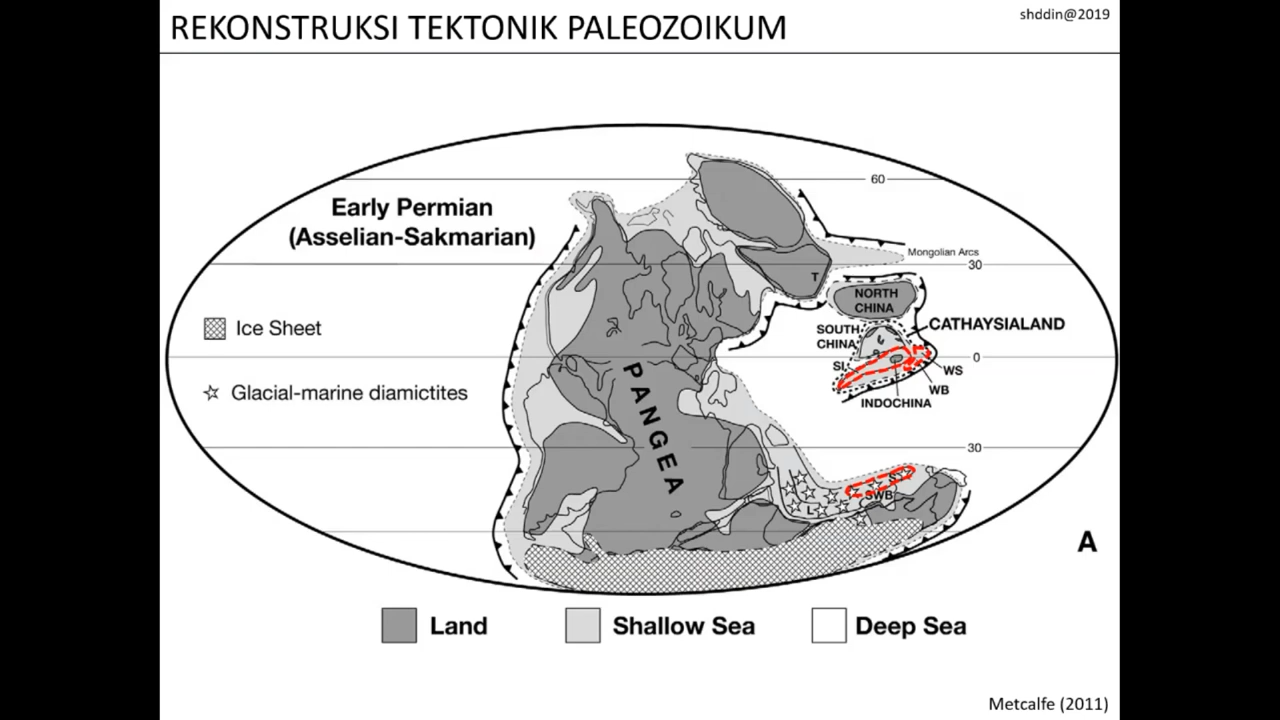 REKONSTRUKSI TEKTONIK PALEOZOIKUM
shddin@2019
60
Early Permian
(Asselian-Sakmarian)
Mongolian Arcs
30
T
NORTH
CHINA
Ice Sheet
SOUTH
CHINA
CATHAYSIALAND
0
SI
WS
WB
INDOCHINA
Glacial-marine diamictites
PANGEA
30
S
SWB
L
A
Land
Shallow Sea
Deep Sea
Metcalfe (2011)